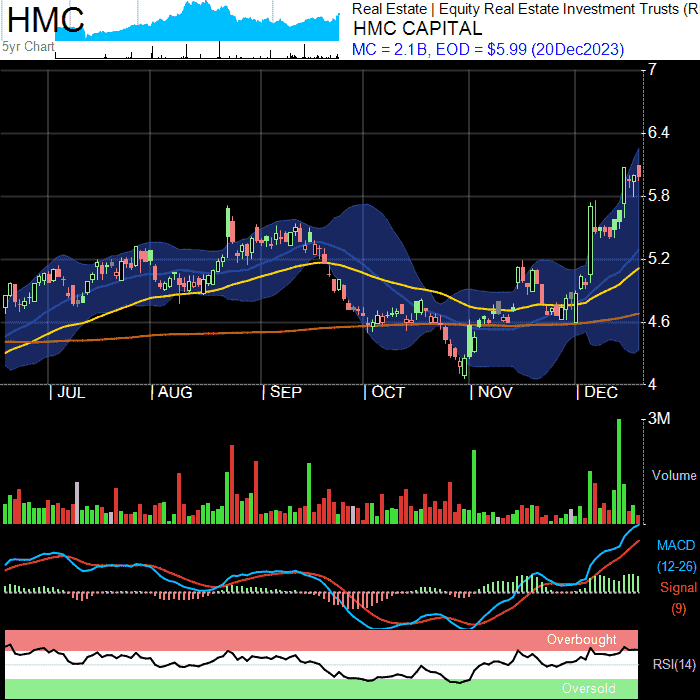 HMC
Real Estate | Equity Real Estate Investment Trusts (R
HMC CAPITAL
5yr Chart
MC = 2.1B, EOD = $5.99 (20Dec2023)
7
6.4
5.8
5.2
4.6
4
| JUL | AUG | SEP | OCT | NOV | DEC
3M
Volume
MACD
(12-26)
Signal
(9)
Overbought
RSI(14)
Oversold